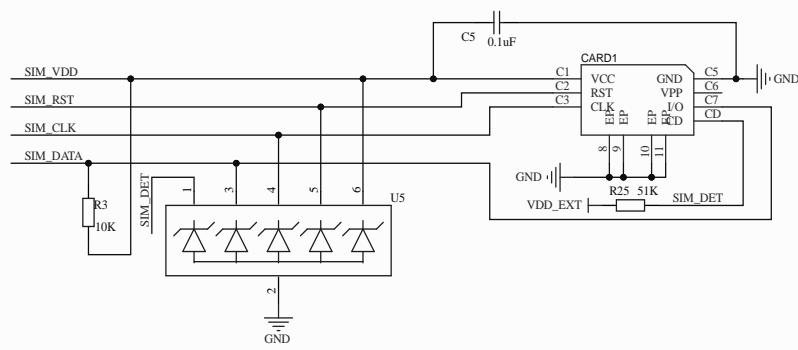 C5 0.1uF
CARD1
SIM_VDD C1 VCC GND C5 GND
SIM_RST C2 RST VPP C6
SIM_CLK C3 CLK I/O C7
EP EP EP EP CD CD
SIM_DATA 8 9 10 11
GND
SIM_DET 1 3 4 5 6 U5
R25 51K
R3 VDD_EXT SIM_DET
10K
2
GND